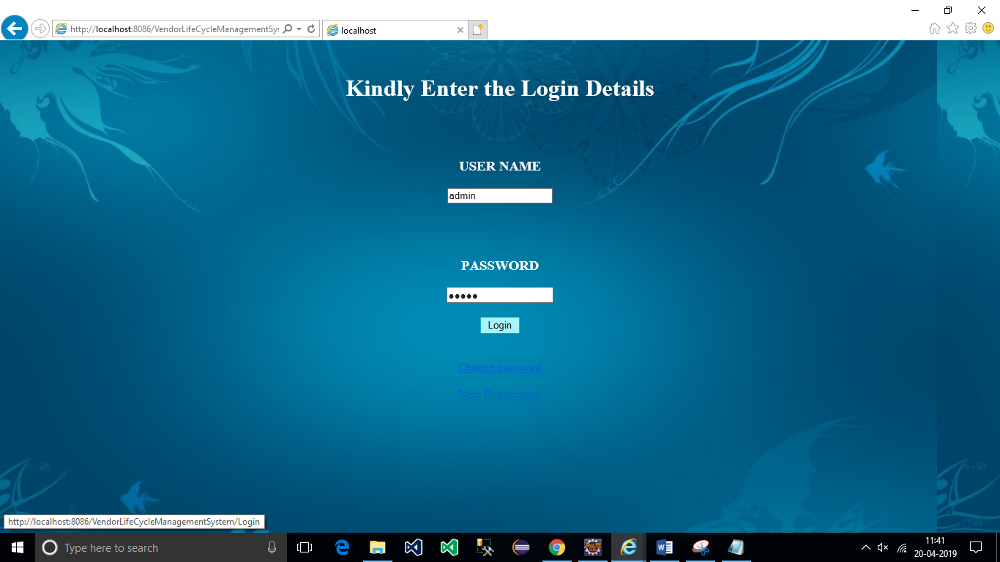 http://localhost:8086/VendorLifeCycleManagementSy
localhost
Kindly Enter the Login Details
USER NAME
admin
PASSWORD
●●●●●
Login
Change password
New Registration
http://localhost:8086/VendorLifeCycleManagementSystem/Login
Type here to search
11:41
20-04-2019